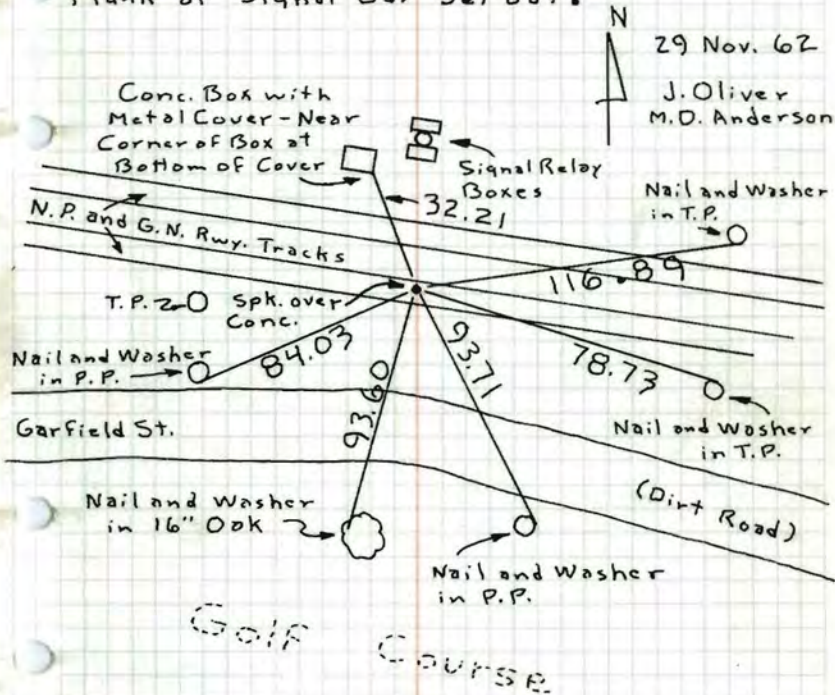 N
29 Nov. 62
J. Oliver
M.D. Anderson
Conc. Box with
Metal Cover - Near
Corner of Box at
Bottom of Cover
Signal Relay
Boxes
32.21
Nail and Washer
in T.P.
N.P. and G.N. Rwy. Tracks
116.89
T.P.
Spk. over
Conc.
84.03
93.60
93.71
78.73
Nail and Washer
in P.P.
Nail and Washer
in T.P.
Garfield St.
(Dirt Road)
Nail and Washer
in 16" Oak
Nail and Washer
in P.P.
Golf Course